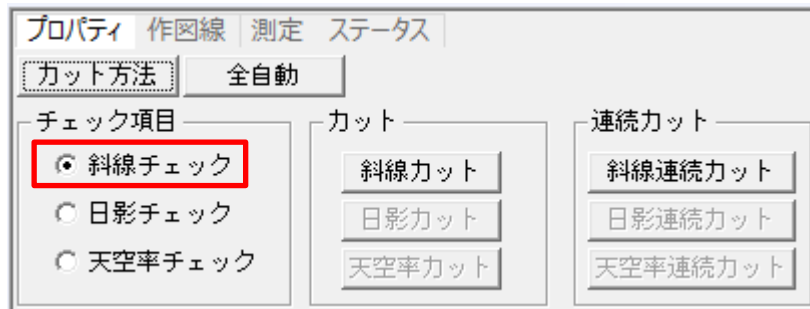 プロパティ 作図線 測定 ステータス
カット方法 全自動
チェック項目 カット 連続カット
斜線チェック 斜線カット 斜線連続カット
日影チェック 日影カット 日影連続カット
天空率チェック 天空率カット 天空率連続カット